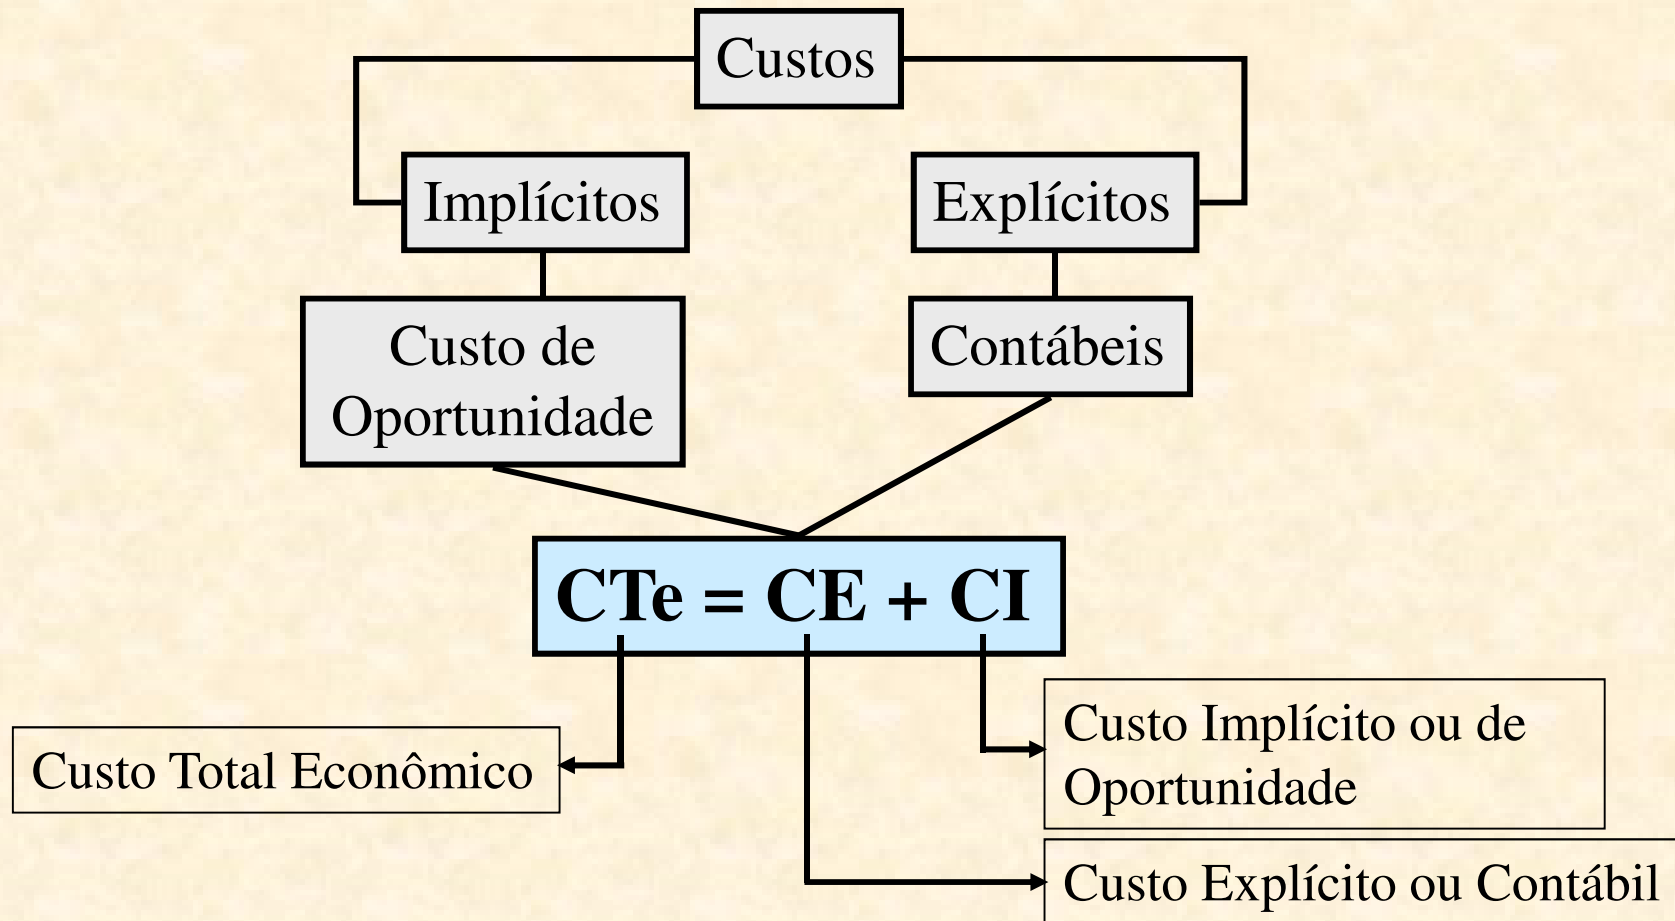 Custos
Implícitos
Explícitos
Custo de
Oportunidade
Contábeis
CTe = CE + CI
Custo Total Econômico
Custo Implícito ou de
Oportunidade
Custo Explícito ou Contábil